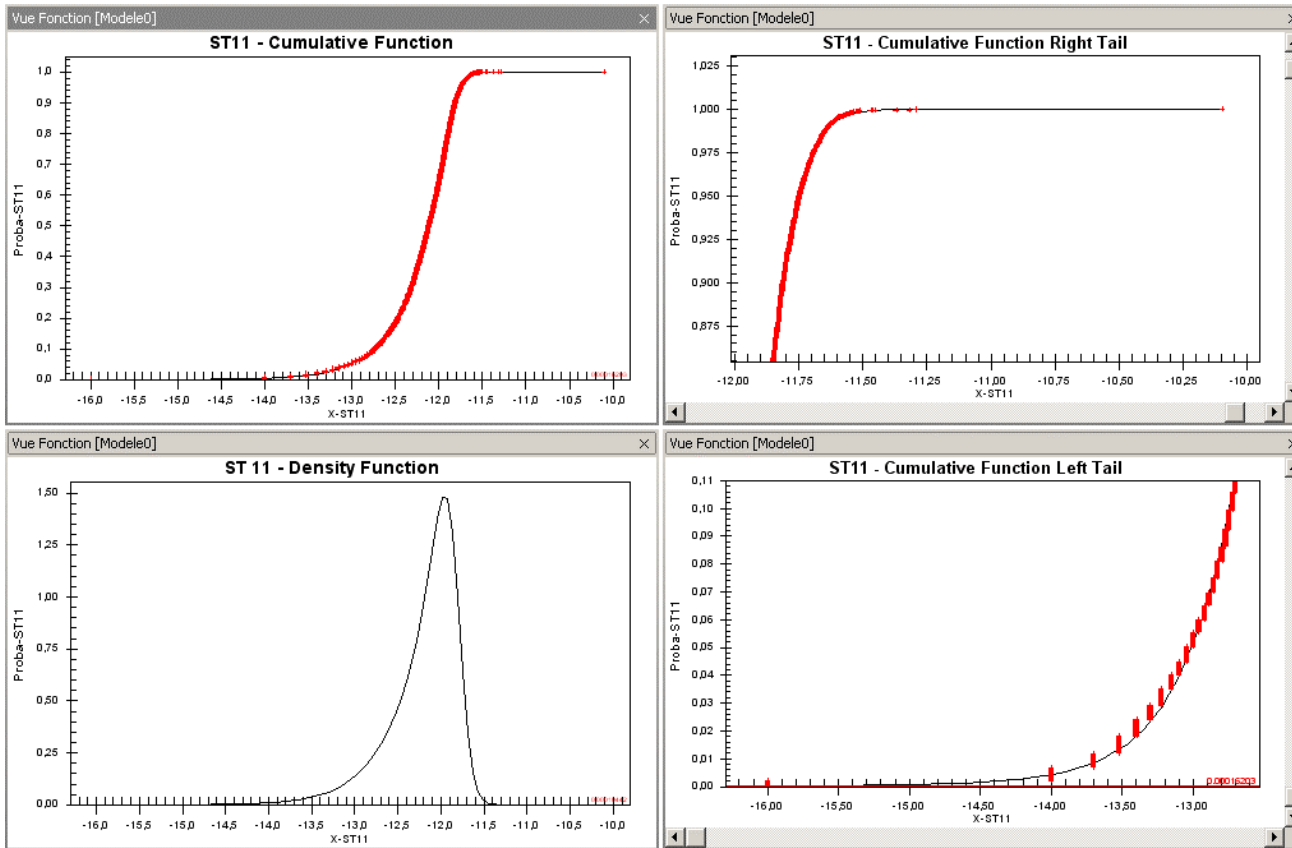 Vue Fonction [Modele0]
ST11 - Cumulative Function
1,0
0,9
0,8
0,7
0,6
0,5
0,4
0,3
0,2
0,1
0,0
Proba-ST11
-16,0 -15,5 -15,0 -14,5 -14,0 -13,5 -13,0 -12,5 -12,0 -11,5 -11,0 -10,5 -10,0
X-ST11
Vue Fonction [Modele0]
ST11 - Cumulative Function Right Tail
1,025
1,000
0,975
0,950
0,925
0,900
0,875
Proba-ST11
-12,00 -11,75 -11,50 -11,25 -11,00 -10,75 -10,50 -10,25 -10,00
X-ST11
Vue Fonction [Modele0]
ST 11 - Density Function
1,50
1,25
1,00
0,75
0,50
0,25
0,00
Proba-ST11
-16,0 -15,5 -15,0 -14,5 -14,0 -13,5 -13,0 -12,5 -12,0 -11,5 -11,0 -10,5 -10,0
X-ST11
Vue Fonction [Modele0]
ST11 - Cumulative Function Left Tail
0,11
0,10
0,09
0,08
0,07
0,06
0,05
0,04
0,03
0,02
0,01
0,00
Proba-ST11
0.00016203
-16,00 -15,00 -14,00 -13,00
X-ST11